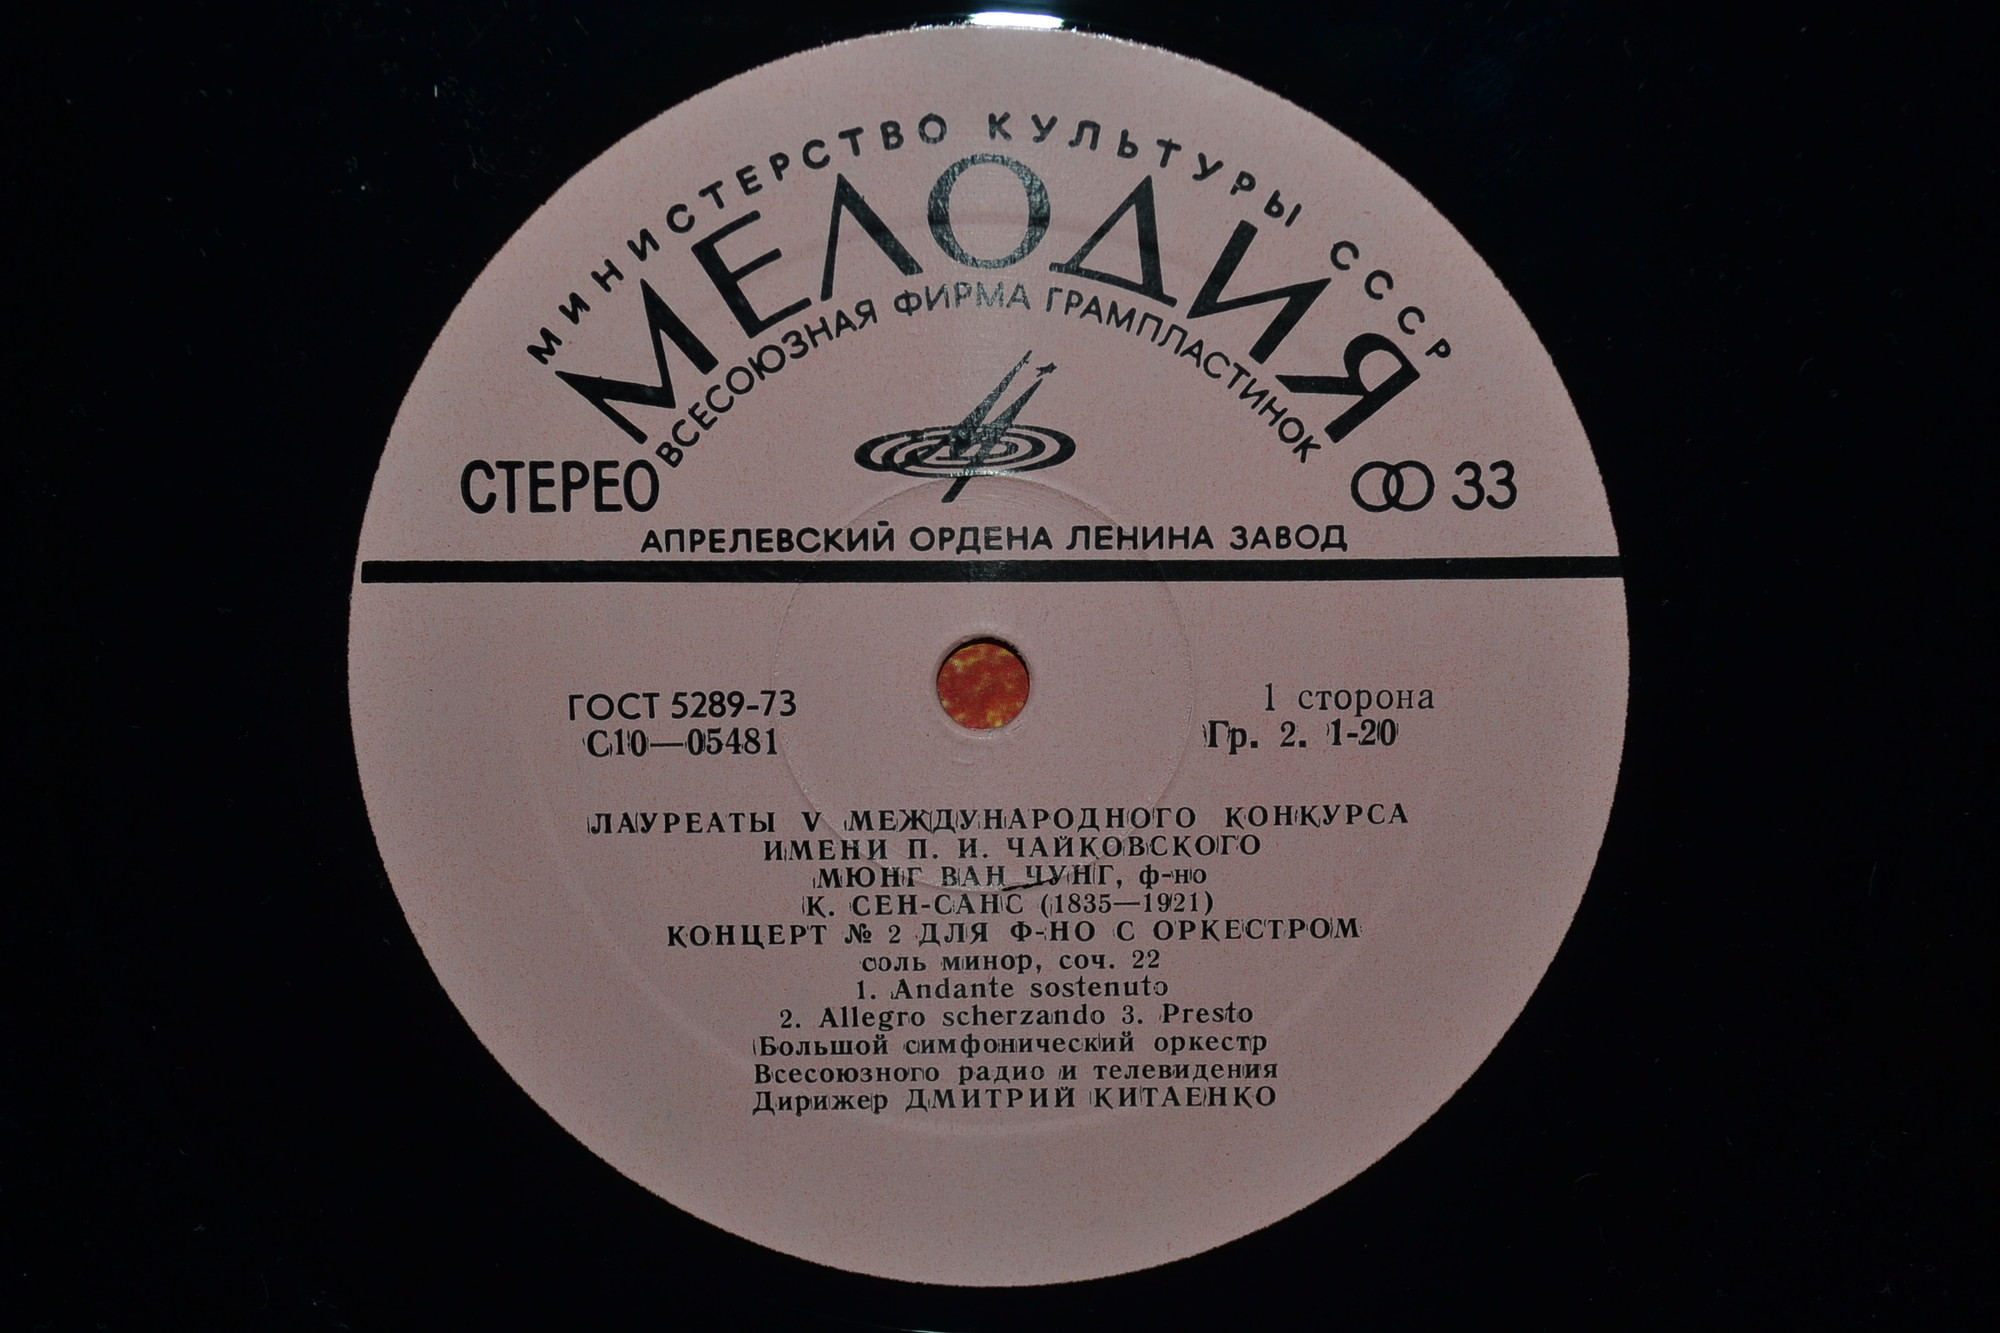 МИНИСТЕРСТВО КУЛЬТУРЫ СССР
МЕЛОДИЯ
ВСЕСОЮЗНАЯ ФИРМА ГРАМПЛАСТИНОК
СТЕРЕО
33
АПРЕЛЕВСКИЙ ОРДЕНА ЛЕНИНА ЗАВОД
ГОСТ 5289-73
С10—05481
1 сторона
Гр. 2. 1-20
ЛАУРЕАТЫ V МЕЖДУНАРОДНОГО КОНКУРСА
ИМЕНИ П. И. ЧАЙКОВСКОГО
МЮНГ ВАН ЧУНГ, ф-но
К. СЕН-САНС (1835—1921)
КОНЦЕРТ № 2 ДЛЯ Ф-НО С ОРКЕСТРОМ
соль минор, соч. 22
1. Andante sostenuto
2. Allegro scherzando 3. Presto
Большой симфонический оркестр
Всесоюзного радио и телевидения
Дирижер ДМИТРИЙ КИТАЕНКО